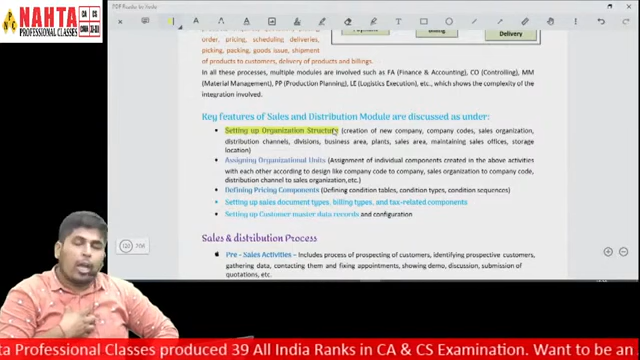 NAHTA
PROFESSIONAL CLASSES
CA CS
CMA XI-XII
order, pricing, scheduling deliveries,
picking, packing, goods issue, shipment
of products to customers, delivery of products and billings.
Billing
Delivery
In all these processes, multiple modules are involved such as FA (Finance & Accounting), CO (Controlling), MM
(Material Management), PP (Production Planning), LE (Logistics Execution), etc., which shows the complexity of the
integration involved.
Key features of Sales and Distribution Module are discussed as under:
• Setting up Organization Structure (creation of new company, company codes, sales organization,
distribution channels, divisions, business area, plants, sales area, maintaining sales offices, storage
location)
• Assigning Organizational Units (Assignment of individual components created in the above activities
with each other according to design like company code to company, sales organization to company code,
distribution channel to sales organization, etc.)
• Defining Pricing Components (Defining condition tables, condition types, condition sequences)
• Setting up sales document types, billing types, and tax-related components
• Setting up Customer master data records and configuration
Sales & distribution Process
Pre - Sales Activities – Includes process of prospecting of customers, identifying prospective customers,
gathering data, contacting them and fixing appointments, showing demo, discussion, submission of
quotations, etc.
ta Professional Classes produced 39 All India Ranks in CA & CS Examination. Want to be an